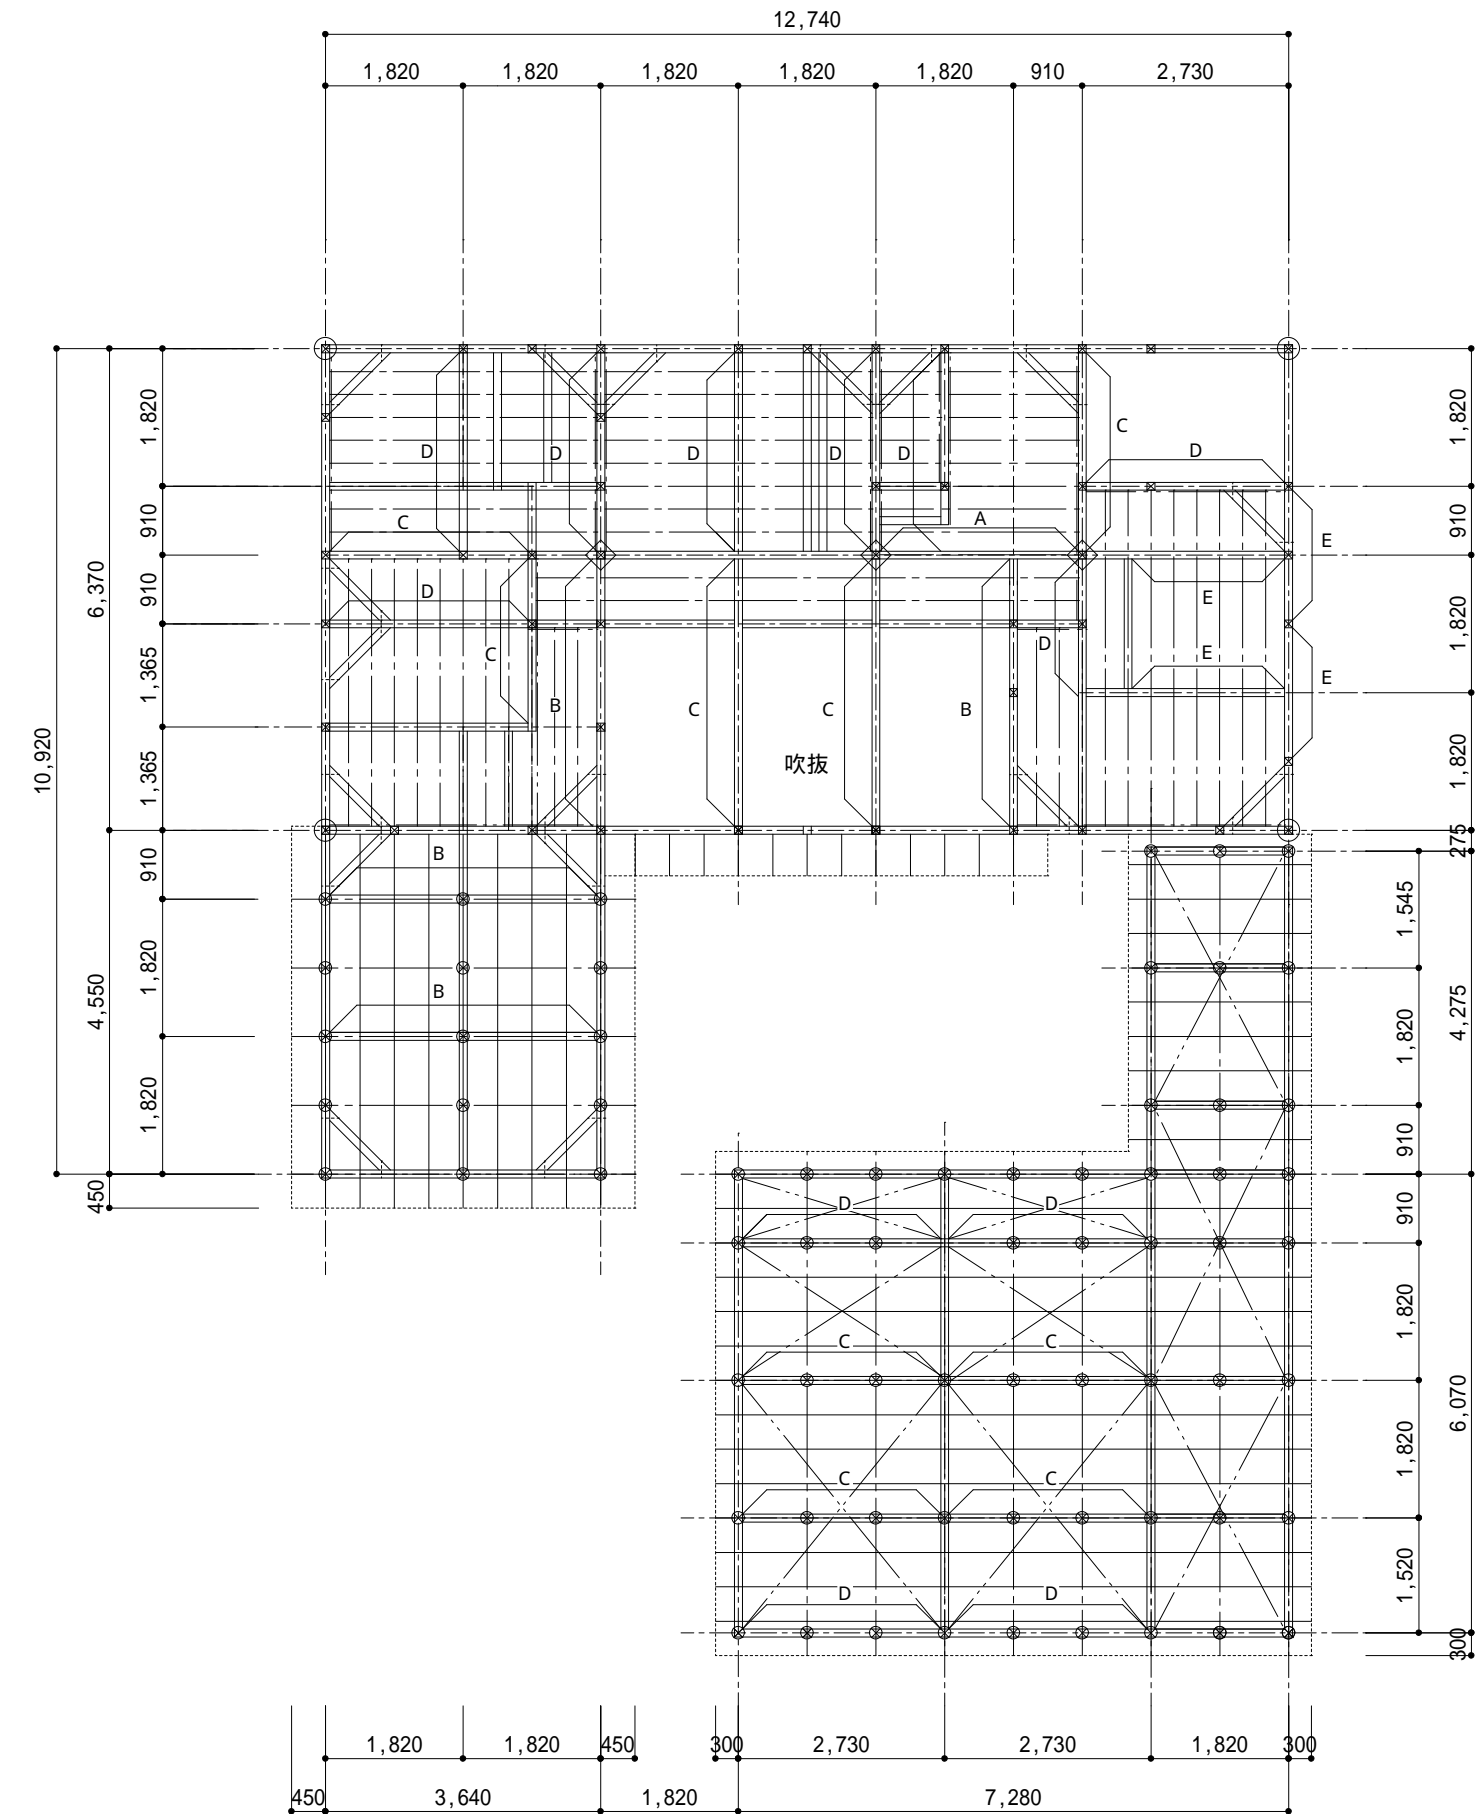 12,740
1,820 1,820 1,820 1,820 1,820 910 2,730
10,920
6,370
4,550
450
1,820
910
910
1,365
1,365
910
1,820
1,820
1,820
910
1,820
1,820
275
1,545
1,820
910
910
1,820
1,820
1,520
4,275
6,070
300
C
D D D D D D
C A
E
D E
D
C E E
B C C B
吹抜
B
B
D D
C C
C C
D D
1,820 1,820 450 300 2,730 2,730 1,820 300
450 3,640 1,820 7,280